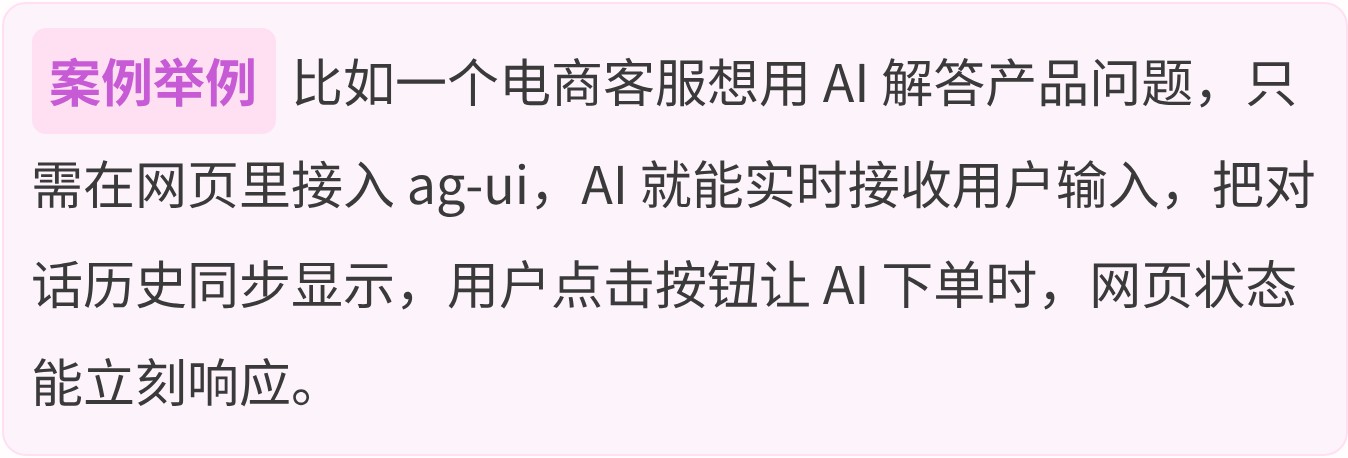 案例举例 比如一个电商客服想用 AI 解答产品问题，只
需在网页里接入 ag-ui，AI 就能实时接收用户输入，把对
话历史同步显示，用户点击按钮让 AI 下单时，网页状态
能立刻响应。